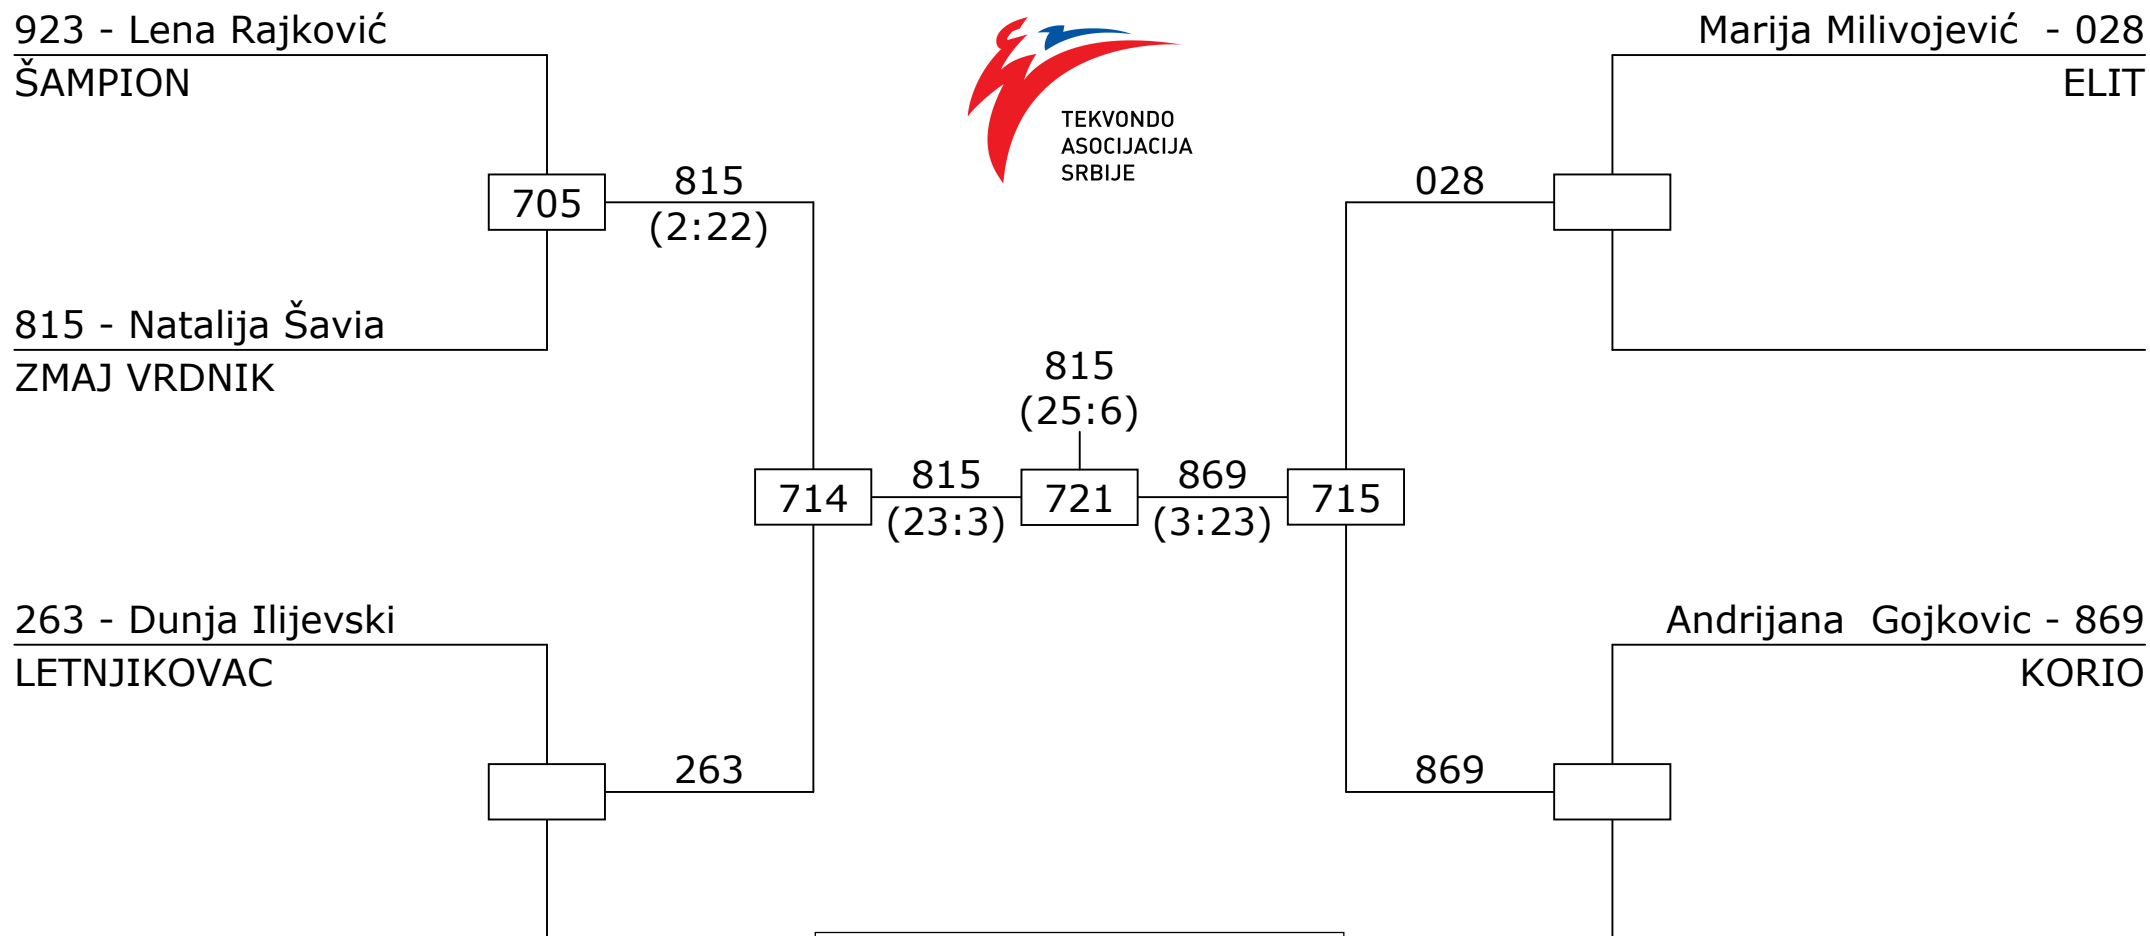 923 - Lena Rajković
ŠAMPION
705
815
(2:22)
815 - Natalija Šavia
ZMAJ VRDNIK
714
815
(23:3)
263 - Dunja Ilijevski
LETNJIKOVAC
263
TEKVONDO
ASOCIJACIJA
SRBIJE
815
(25:6)
721
869
(3:23)
715
Marija Milivojević  - 028
ELIT
028
Andrijana  Gojkovic - 869
KORIO
869